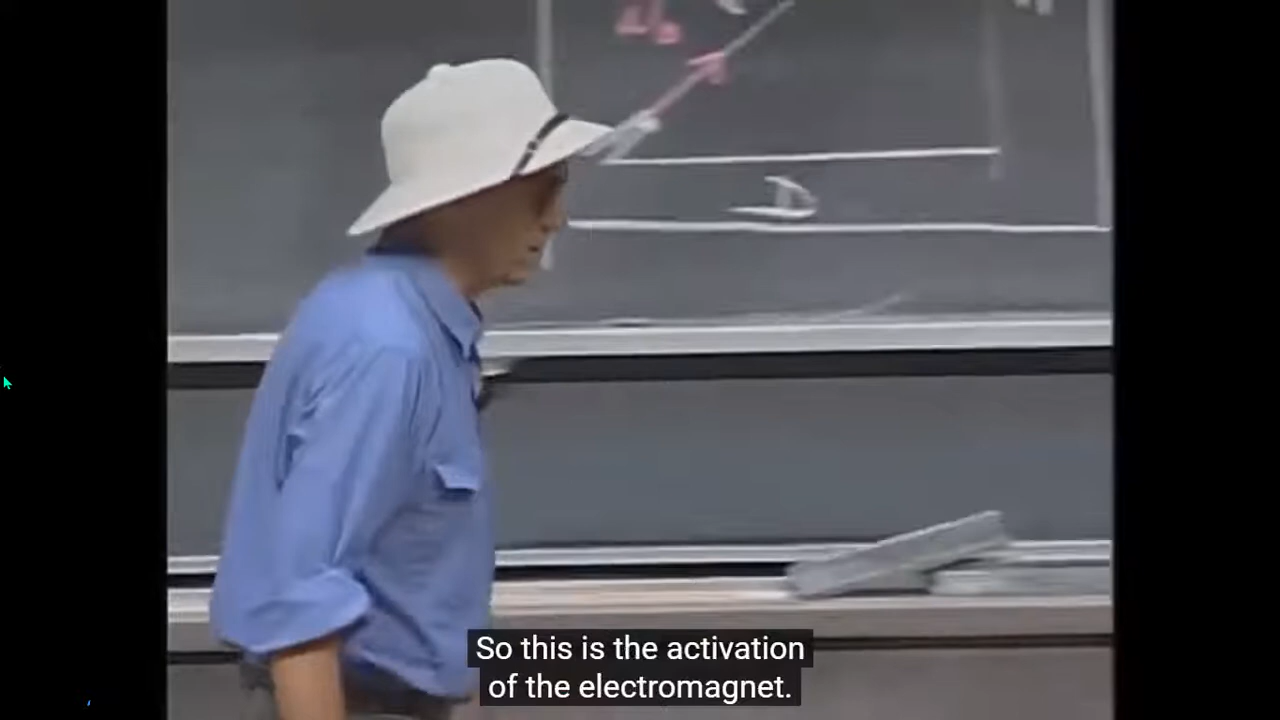 D
So this is the activation
of the electromagnet.